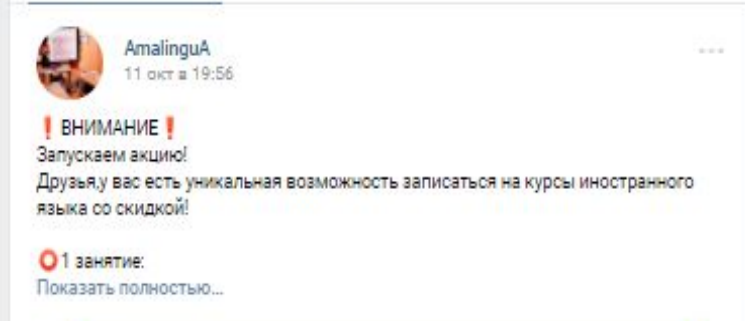 AmalinguA
11 окт в 19:56
❗ ВНИМАНИЕ❗
Запускаем акцию!
Друзья,у вас есть уникальная возможность записаться на курсы иностранного
языка со скидкой!
⭕1 занятие:
Показать полностью...